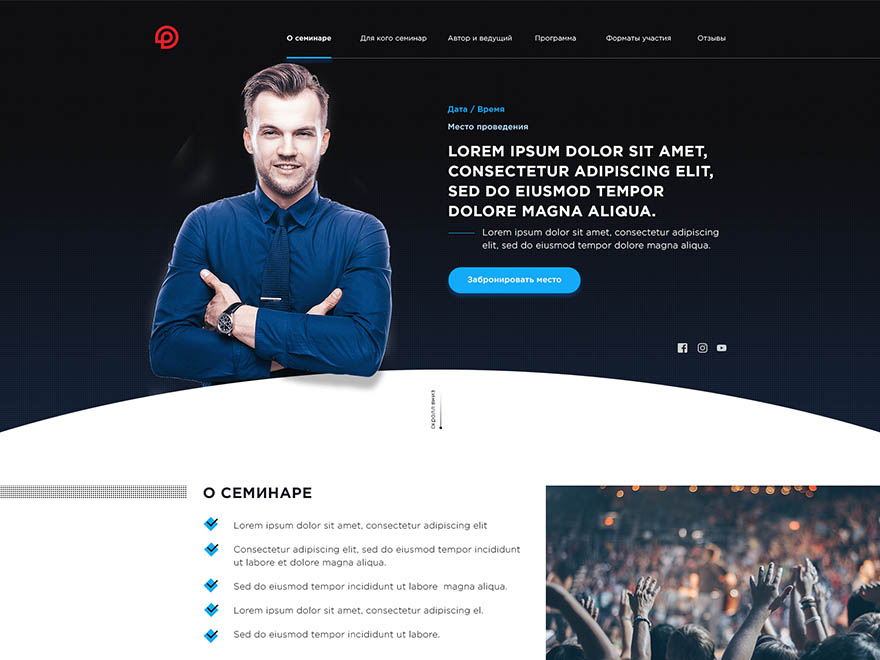 О семинаре Для кого семинар Автор и ведущий Программа Форматы участия Отзывы
Дата / Время
Место проведения
LOREM IPSUM DOLOR SIT AMET,
CONSECTETUR ADIPISCING ELIT,
SED DO EIUSMOD TEMPOR
DOLORE MAGNA ALIQUA.
Lorem ipsum dolor sit amet, consectetur adipiscing
elit, sed do eiusmod tempor dolore magna aliqua.
Забронировать место
скролл вниз
О СЕМИНАРЕ
Lorem ipsum dolor sit amet, consectetur adipiscing elit
Consectetur adipiscing elit, sed do eiusmod tempor incididunt
ut labore et dolore magna aliqua.
Sed do eiusmod tempor incididunt ut labore magna aliqua.
Lorem ipsum dolor sit amet, consectetur adipiscing el.
Sed do eiusmod tempor incididunt ut labore.